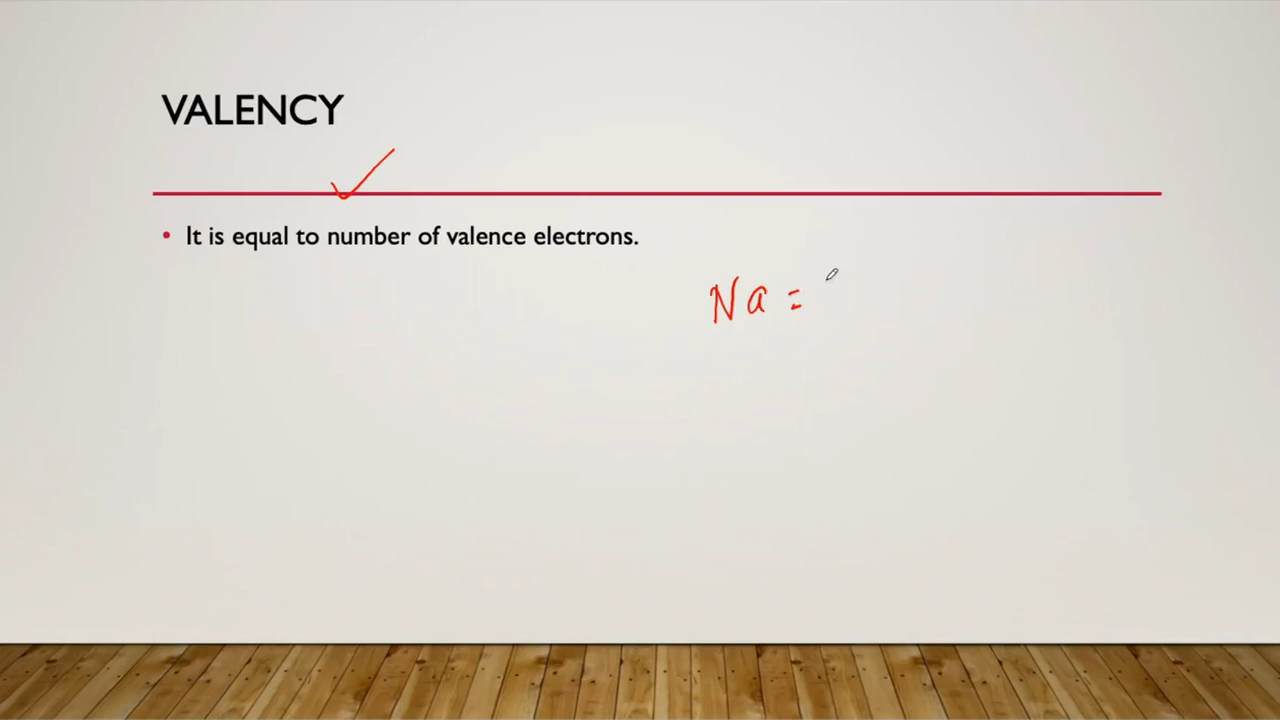 VALENCY
• It is equal to number of valence electrons.
Na =